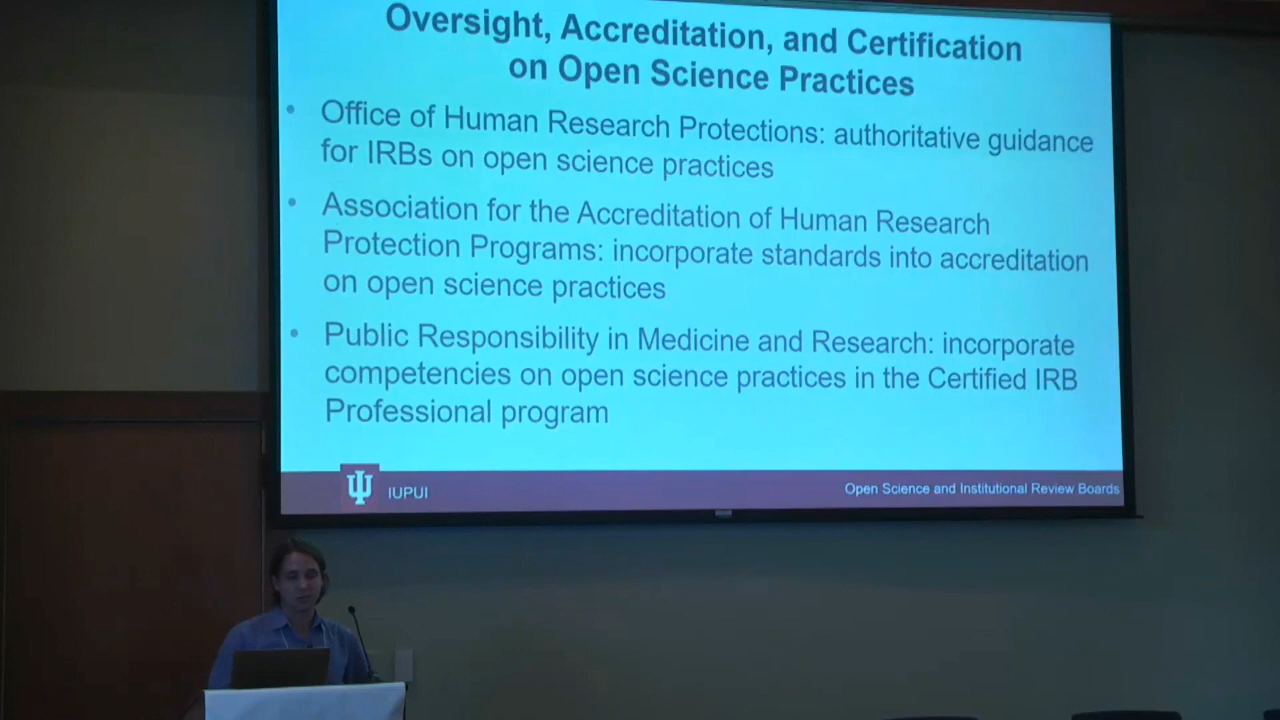 Oversight, Accreditation, and Certification
on Open Science Practices
• Office of Human Research Protections: authoritative guidance
for IRBs on open science practices
• Association for the Accreditation of Human Research
Protection Programs: incorporate standards into accreditation
on open science practices
• Public Responsibility in Medicine and Research: incorporate
competencies on open science practices in the Certified IRB
Professional program
IUPUI
Open Science and Institutional Review Boards